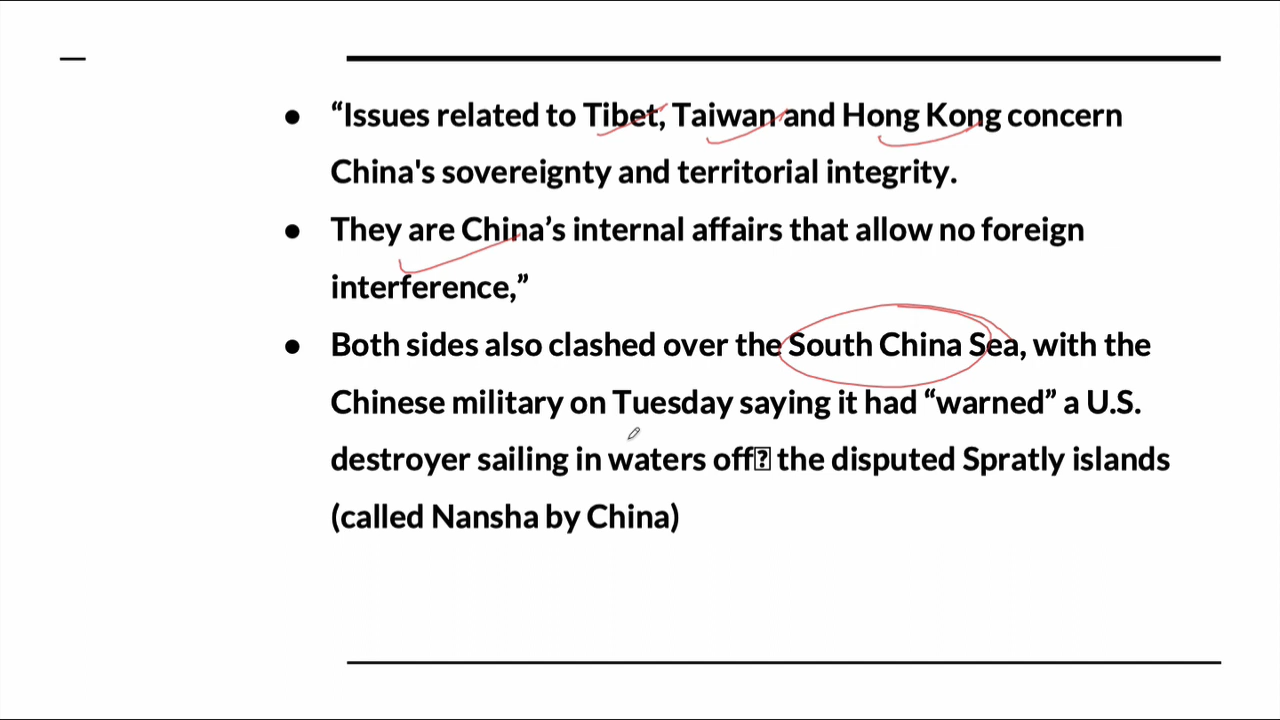 ● “Issues related to Tibet, Taiwan and Hong Kong concern
China's sovereignty and territorial integrity.
● They are China’s internal affairs that allow no foreign
interference,”
● Both sides also clashed over the South China Sea, with the
Chinese military on Tuesday saying it had “warned” a U.S.
destroyer sailing in waters off⍰ the disputed Spratly islands
(called Nansha by China)